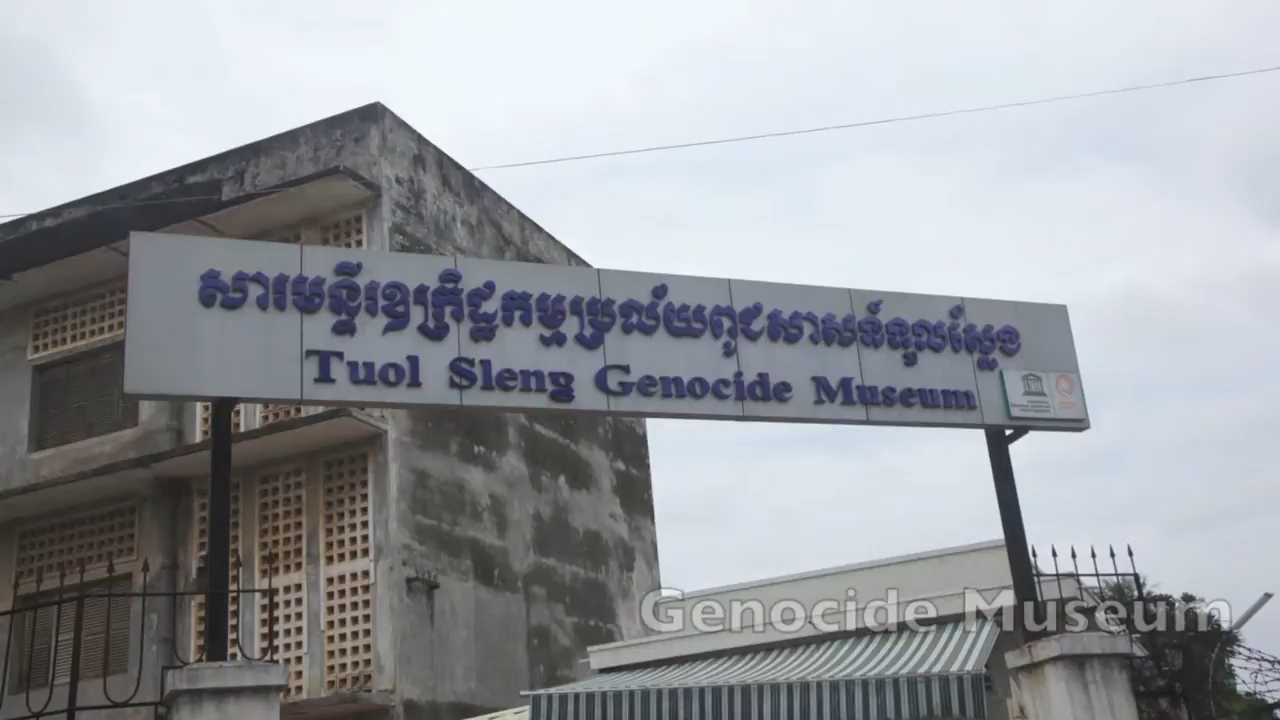 សារមន្ទីរឧក្រិដ្ឋកម្មប្រល័យពូជសាសន៍ទួលស្លែង
Tuol Sleng Genocide Museum
Genocide Museum